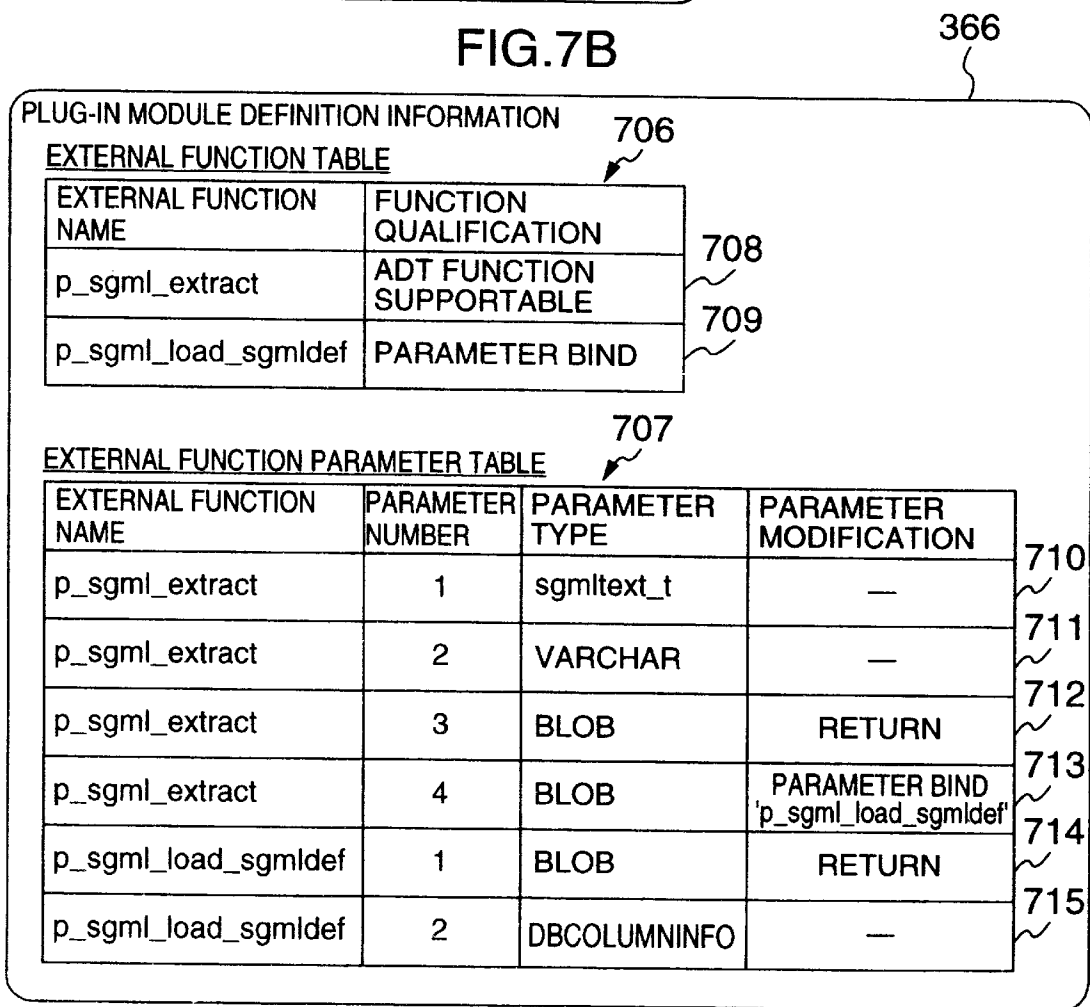 FIG.7B
366
PLUG-IN MODULE DEFINITION INFORMATION
706
EXTERNAL FUNCTION TABLE
EXTERNAL FUNCTION NAME FUNCTION QUALIFICATION
p_sgml_extract ADT FUNCTION SUPPORTABLE 708
p_sgml_load_sgmldef PARAMETER BIND 709
707
EXTERNAL FUNCTION PARAMETER TABLE
EXTERNAL FUNCTION NAME PARAMETER NUMBER PARAMETER TYPE PARAMETER MODIFICATION
p_sgml_extract 1 sgmltext_t — 710
p_sgml_extract 2 VARCHAR — 711
p_sgml_extract 3 BLOB RETURN 712
p_sgml_extract 4 BLOB PARAMETER BIND 'p_sgml_load_sgmldef' 713
p_sgml_load_sgmldef 1 BLOB RETURN 714
p_sgml_load_sgmldef 2 DBCOLUMNINFO — 715